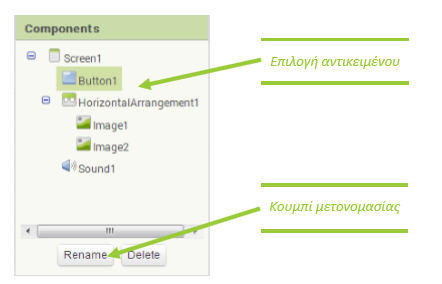 Components
Screen1
Button1
HorizontalArrangement1
Image1
Image2
Sound1
Rename
Delete
Επιλογή αντικειμένου
Κουμπί μετονομασίας